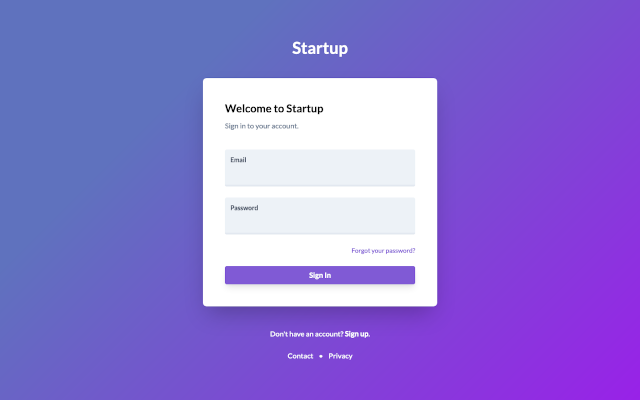 Startup
Welcome to Startup
Sign in to your account.
Email
Password
Forgot your password?
Sign In
Don't have an account? Sign up.
Contact • Privacy